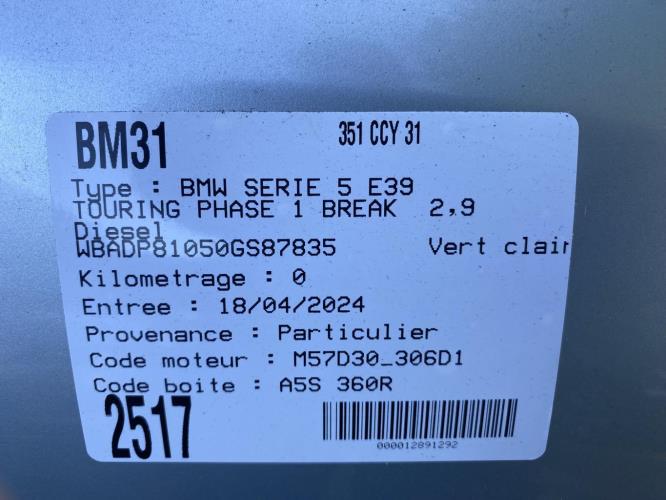 BM31 351 CCY 31
Type : BMW SERIE 5 E39
TOURING PHASE 1 BREAK 2,9
Diesel
WBADP81050GS87835 Vert clair
Kilometrage : 0
Entree : 18/04/2024
Provenance : Particulier
Code moteur : M57D30_306D1
Code boite : A5S 360R
2517
000012891292